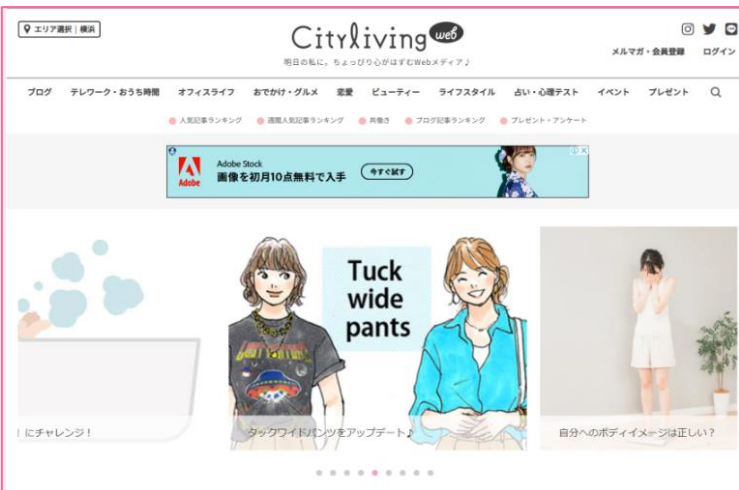 エリア選択｜横浜
Cityliving web
明日の私に。ちょっぴり心がはずむWebメディア♪
メルマガ・会員登録 ログイン
ブログ テレワーク・おうち時間 オフィスライフ おでかけ・グルメ 恋愛 ビューティー ライフスタイル 占い・心理テスト イベント プレゼント
人気記事ランキング 週間人気記事ランキング 共働き ブログ記事ランキング プレゼント・アンケート
Adobe
Adobe Stock
画像を初月10点無料で入手
今すぐ試す
Tuck
wide
pants
にチャレンジ！
タックワイドパンツをアップデート♪
自分へのボディイメージは正しい？